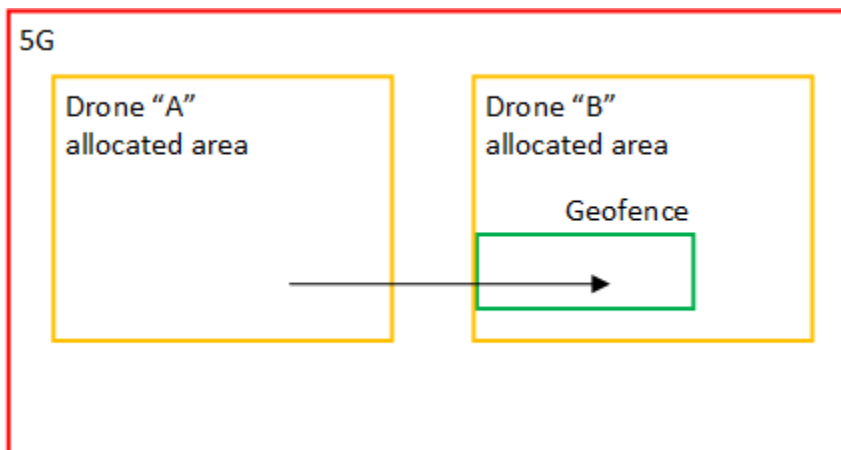 5G
Drone “A”
allocated area
Drone “B”
allocated area
Geofence